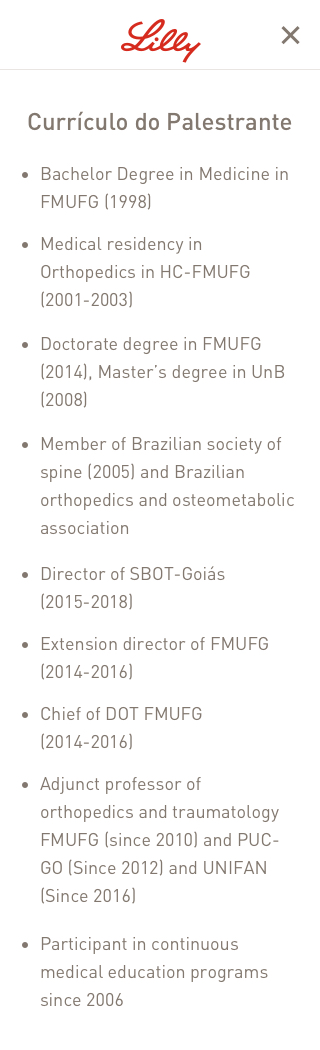 Lilly
Currículo do Palestrante
• Bachelor Degree in Medicine in
FMUFG (1998)
• Medical residency in
Orthopedics in HC-FMUFG
(2001-2003)
• Doctorate degree in FMUFG
(2014), Master's degree in UnB
(2008)
• Member of Brazilian society of
spine (2005) and Brazilian
orthopedics and osteometabolic
association
• Director of SBOT-Goiás
(2015-2018)
• Extension director of FMUFG
(2014-2016)
• Chief of DOT FMUFG
(2014-2016)
• Adjunct professor of
orthopedics and traumatology
FMUFG (since 2010) and PUC-
GO (Since 2012) and UNIFAN
(Since 2016)
• Participant in continuous
medical education programs
since 2006